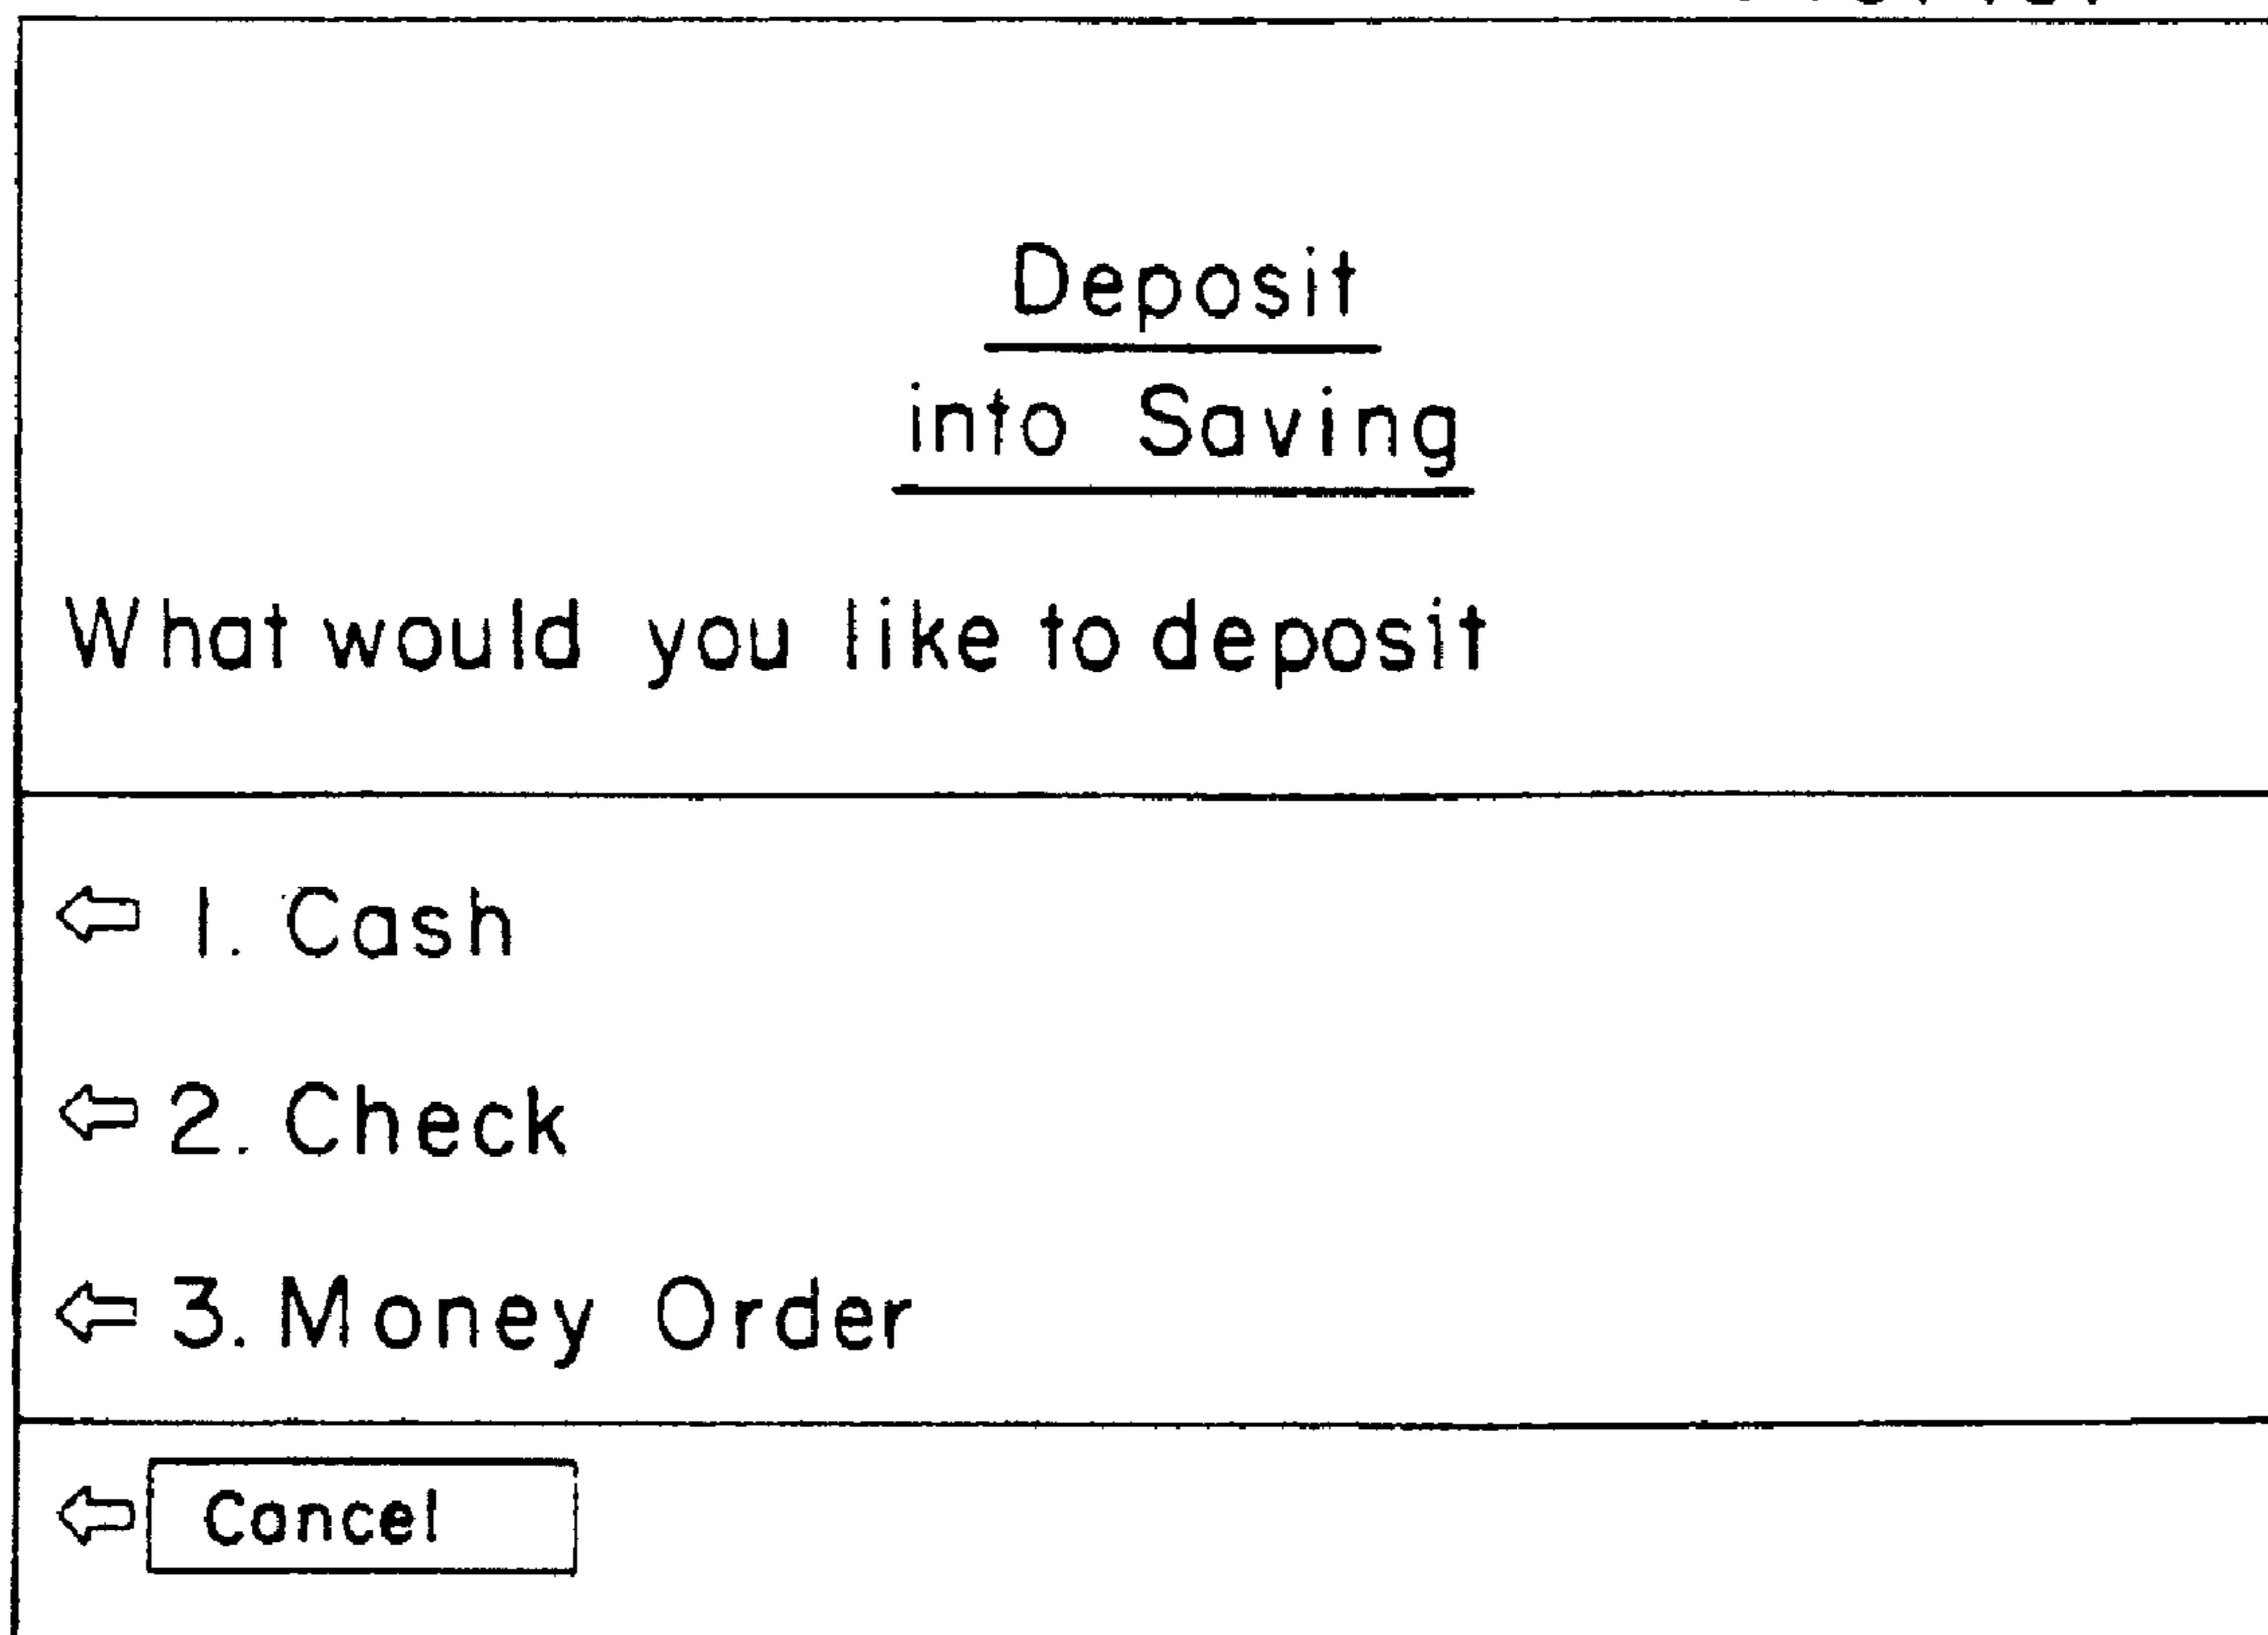 Deposit
into Saving
What would you like to deposit
1. Cash
2. Check
3. Money Order
Cancel